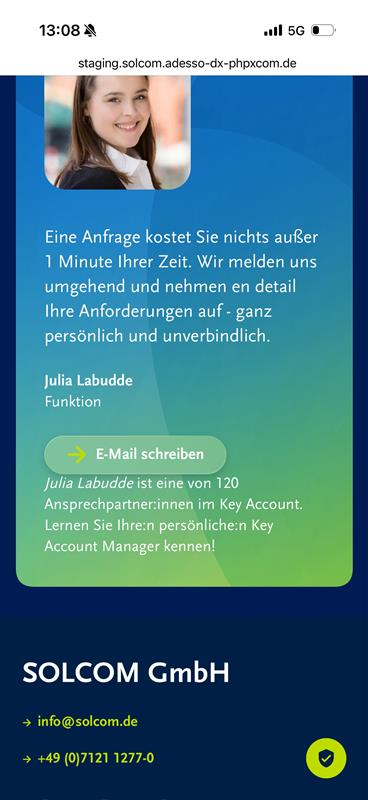 13:08
5G
staging.solcom.adesso-dx-phpxcom.de
Eine Anfrage kostet Sie nichts außer
1 Minute Ihrer Zeit. Wir melden uns
umgehend und nehmen en detail
Ihre Anforderungen auf - ganz
persönlich und unverbindlich.
Julia Labudde
Funktion
→ E-Mail schreiben
Julia Labudde ist eine von 120
Ansprechpartner:innen im Key Account.
Lernen Sie Ihre:n persönliche:n Key
Account Manager kennen!
SOLCOM GmbH
→ info@solcom.de
→ +49 (0)7121 1277-0